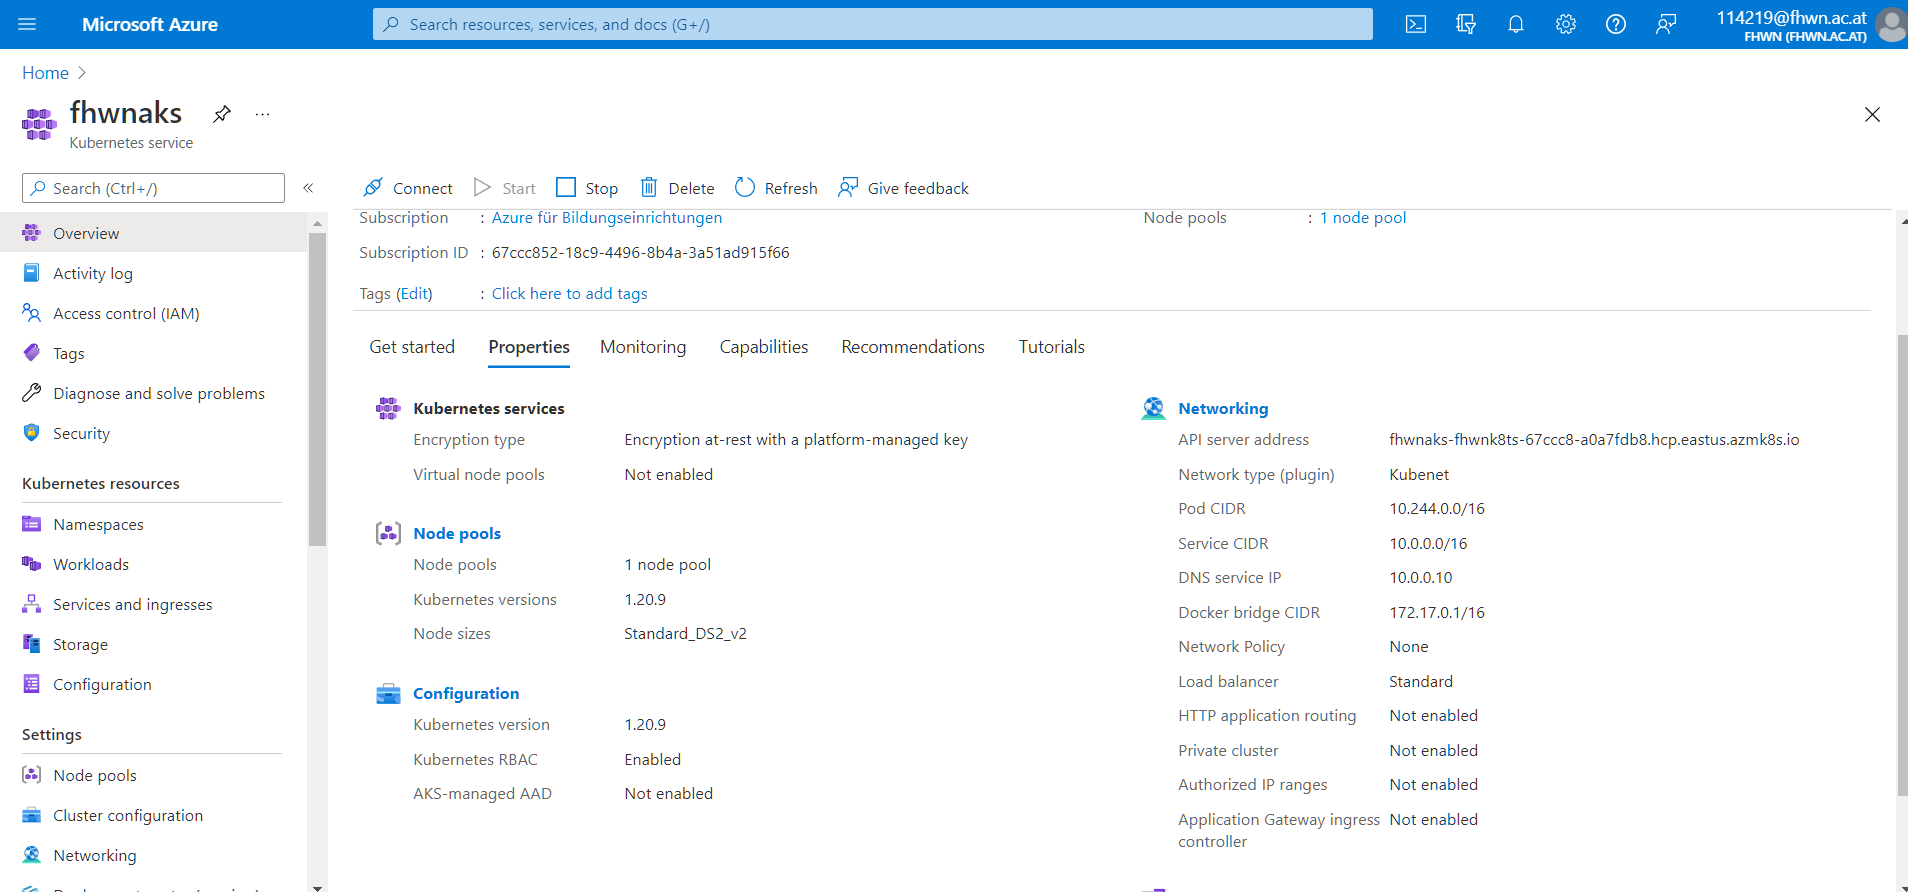 Microsoft Azure
Search resources, services, and docs (G+/)
114219@fhwn.ac.at
FHWN (FHWN.AC.AT)
Home
fhwnaks
Kubernetes service
Search (Ctrl+/)
Overview
Activity log
Access control (IAM)
Tags
Diagnose and solve problems
Security
Kubernetes resources
Namespaces
Workloads
Services and ingresses
Storage
Configuration
Settings
Node pools
Cluster configuration
Networking
Connect Start Stop Delete Refresh Give feedback
Subscription : Azure für Bildungseinrichtungen
Subscription ID : 67ccc852-18c9-4496-8b4a-3a51ad915f66
Tags (Edit) : Click here to add tags
Node pools : 1 node pool
Get started Properties Monitoring Capabilities Recommendations Tutorials
Kubernetes services
Encryption type Encryption at-rest with a platform-managed key
Virtual node pools Not enabled
Node pools
Node pools 1 node pool
Kubernetes versions 1.20.9
Node sizes Standard_DS2_v2
Configuration
Kubernetes version 1.20.9
Kubernetes RBAC Enabled
AKS-managed AAD Not enabled
Networking
API server address fhwnaks-fhwnk8ts-67ccc8-a0a7fdb8.hcp.eastus.azmk8s.io
Network type (plugin) Kubenet
Pod CIDR 10.244.0.0/16
Service CIDR 10.0.0.0/16
DNS service IP 10.0.0.10
Docker bridge CIDR 172.17.0.1/16
Network Policy None
Load balancer Standard
HTTP application routing Not enabled
Private cluster Not enabled
Authorized IP ranges Not enabled
Application Gateway ingress Not enabled
controller